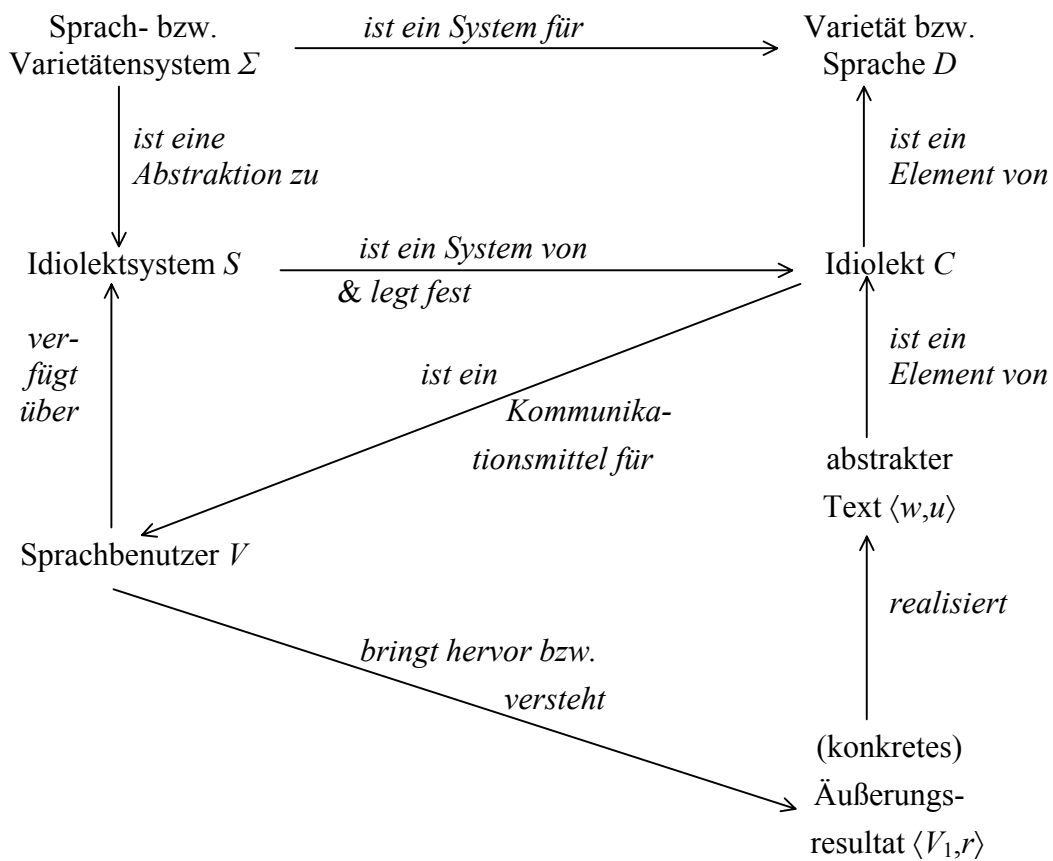 Sprach- bzw.
Varietätensystem Σ
ist ein System für
Varietät bzw.
Sprache D
ist eine
Abstraktion zu
ist ein
Element von
Idiolektsystem S
ist ein System von
& legt fest
Idiolekt C
ver-
fügt
über
ist ein
Kommunika-
tionsmittel für
ist ein
Element von
abstrakter
Text ⟨w,u⟩
Sprachbenutzer V
realisiert
bringt hervor bzw.
versteht
(konkretes)
Äußerungs-
resultat ⟨V₁,r⟩